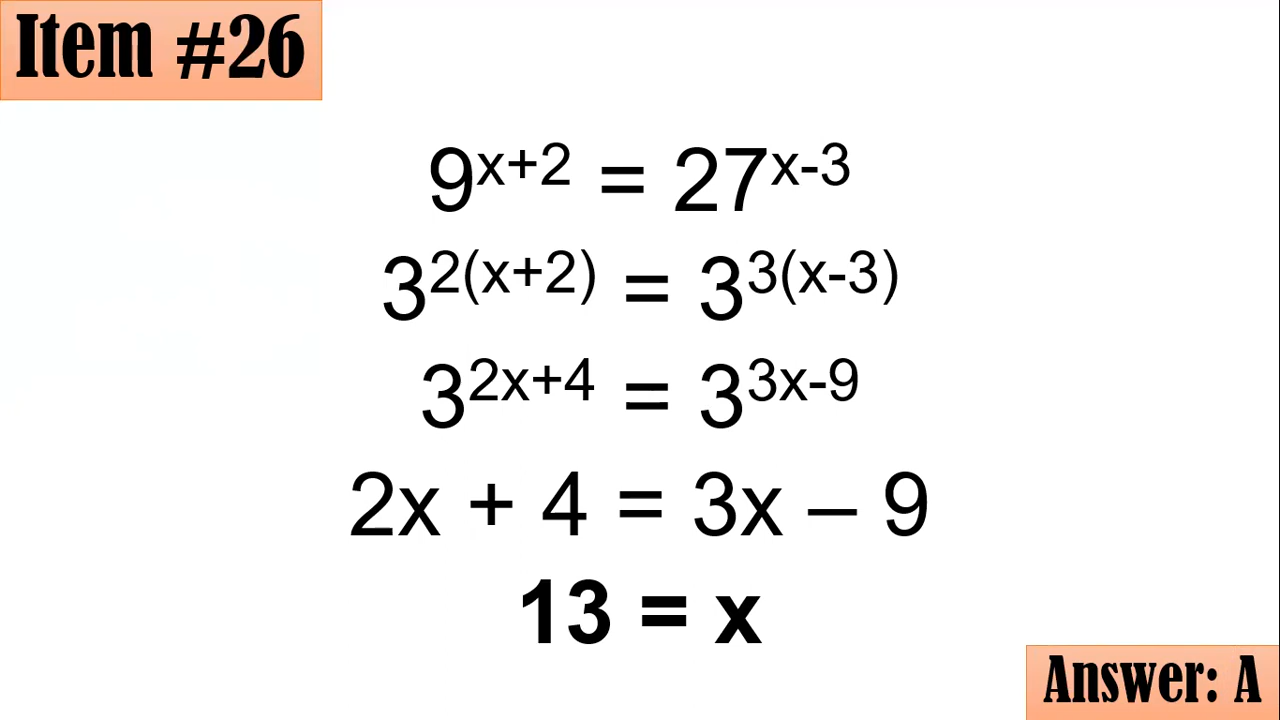 Item #26
9^{x+2} = 27^{x-3}
3^{2(x+2)} = 3^{3(x-3)}
3^{2x+4} = 3^{3x-9}
2x + 4 = 3x – 9
13 = x
Answer: A